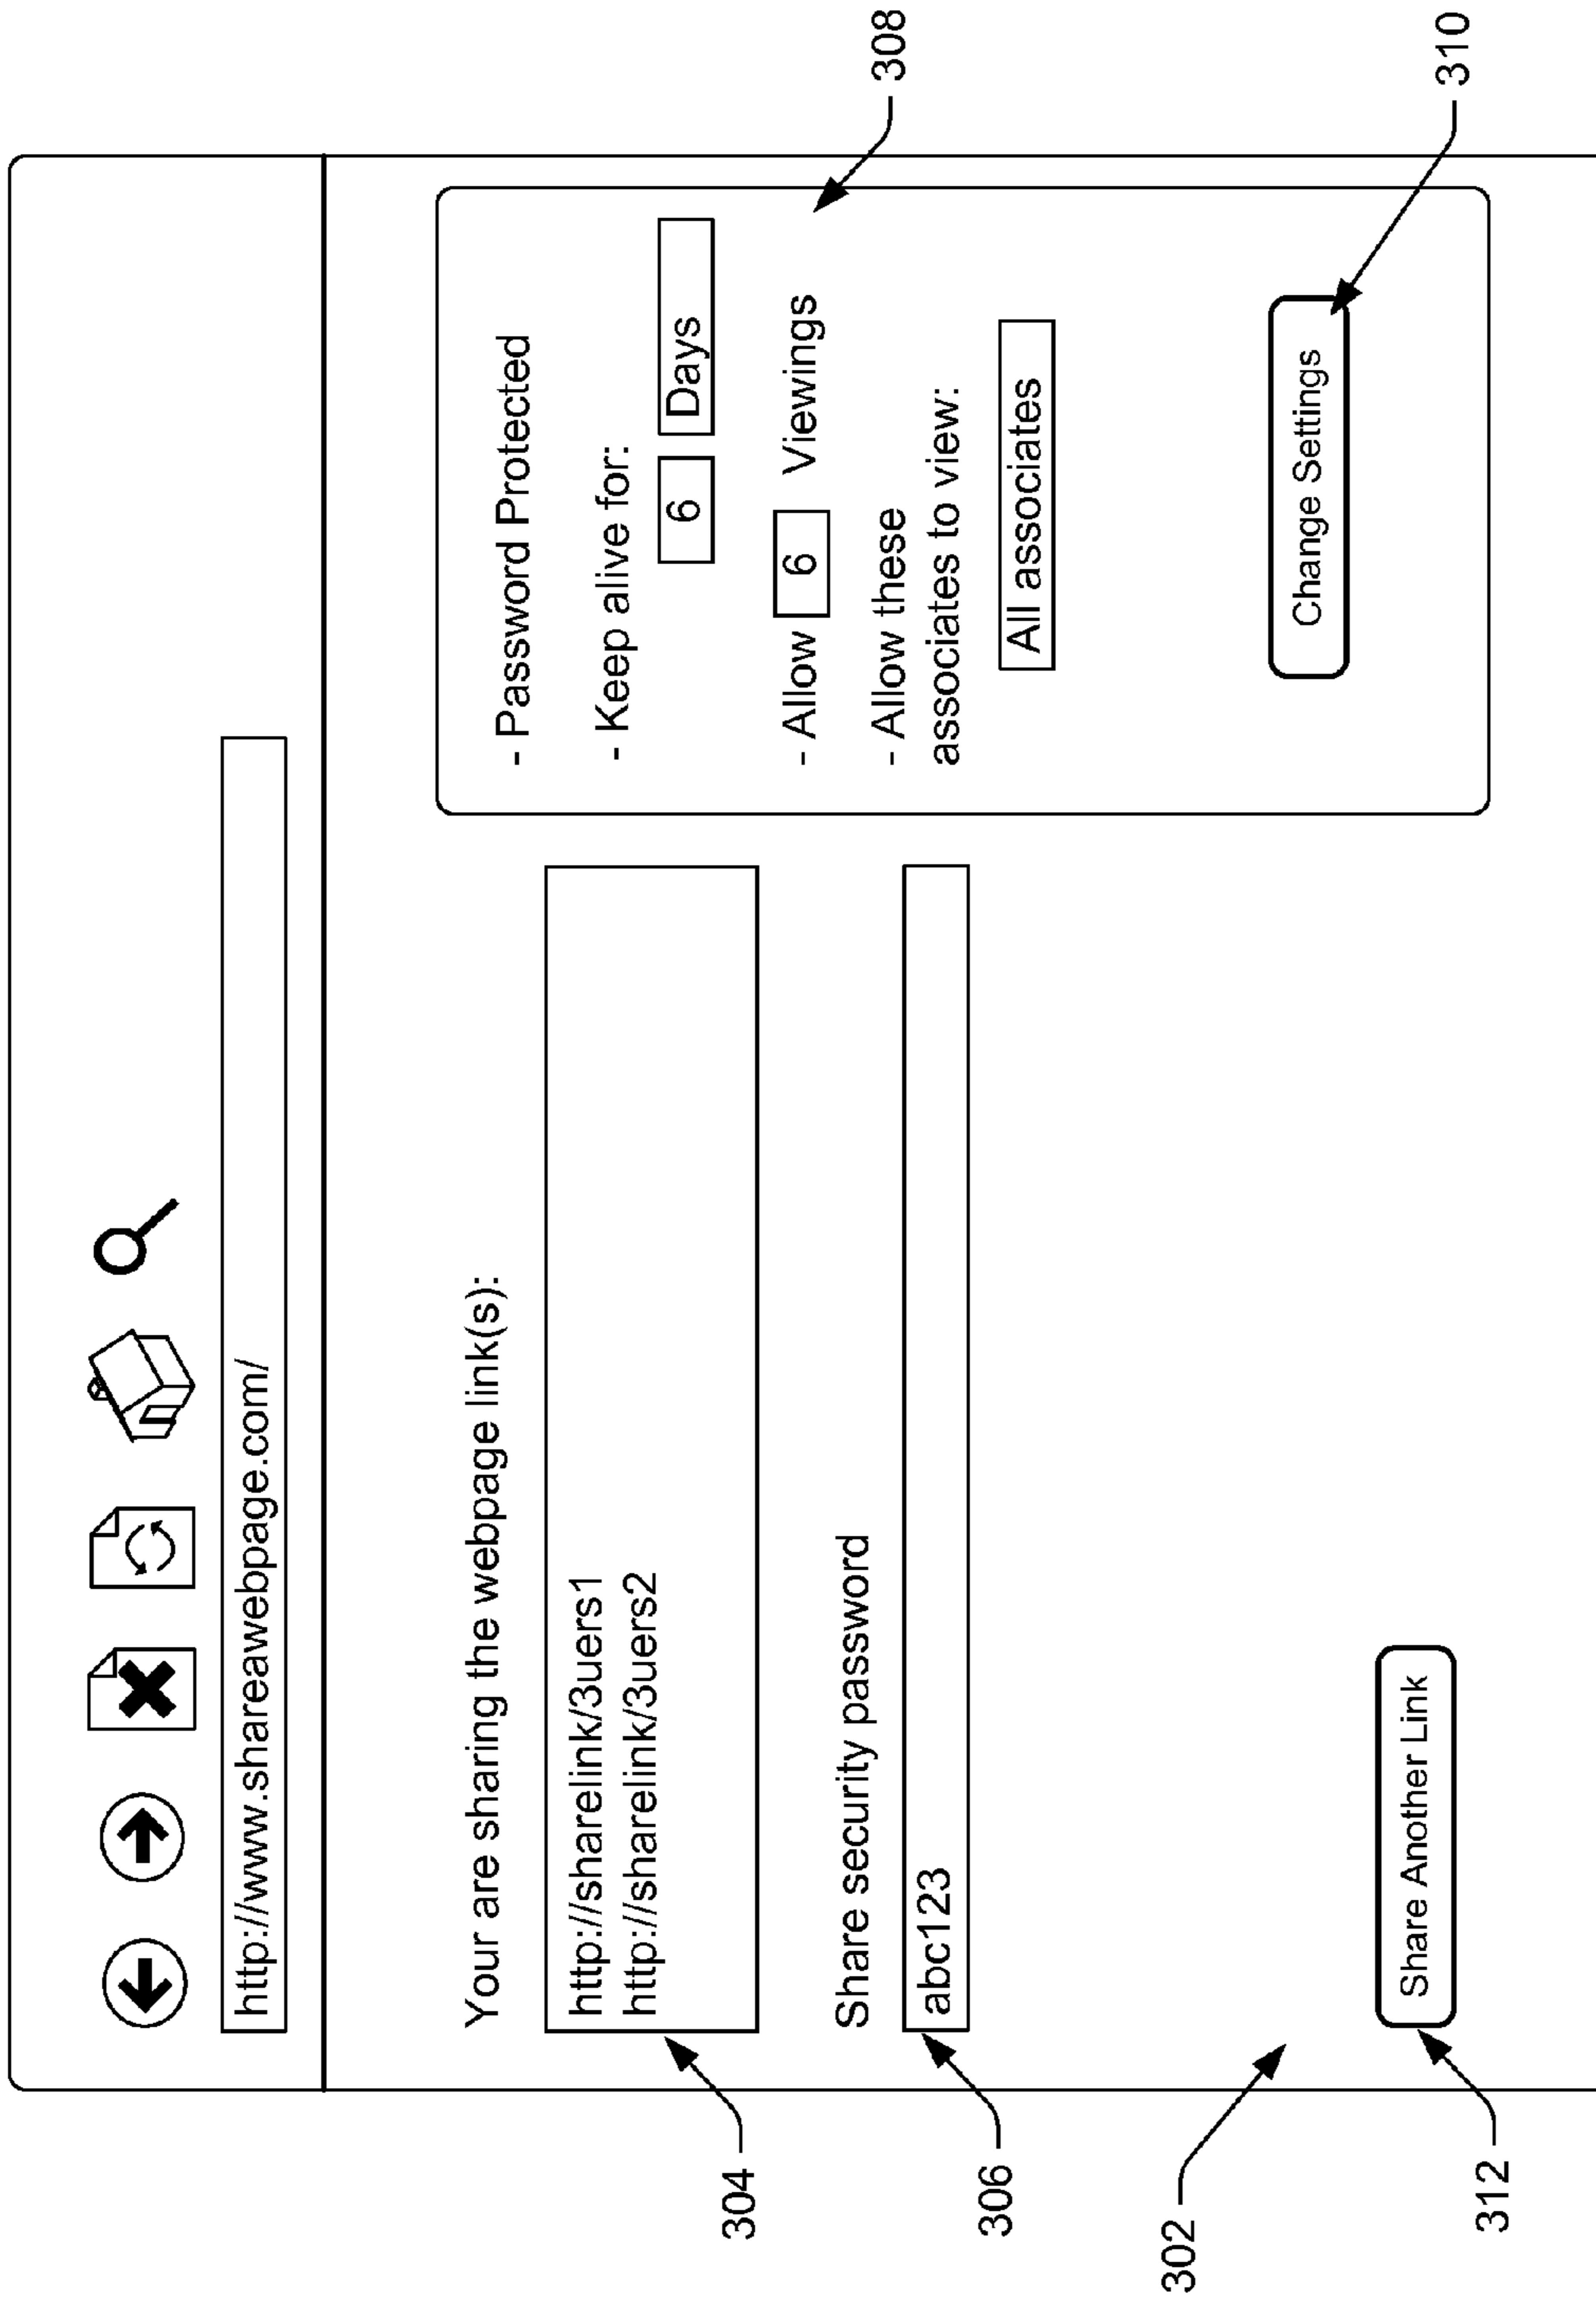 http://www.shareawebpage.com/
Your are sharing the webpage link(s):
http://sharelink/3uers1
http://sharelink/3uers2
Share security password
abc123
Share Another Link
- Password Protected
- Keep alive for:
6 Days
- Allow 6 Viewings
- Allow these
associates to view:
All associates
Change Settings
304
306
302
312
308
310